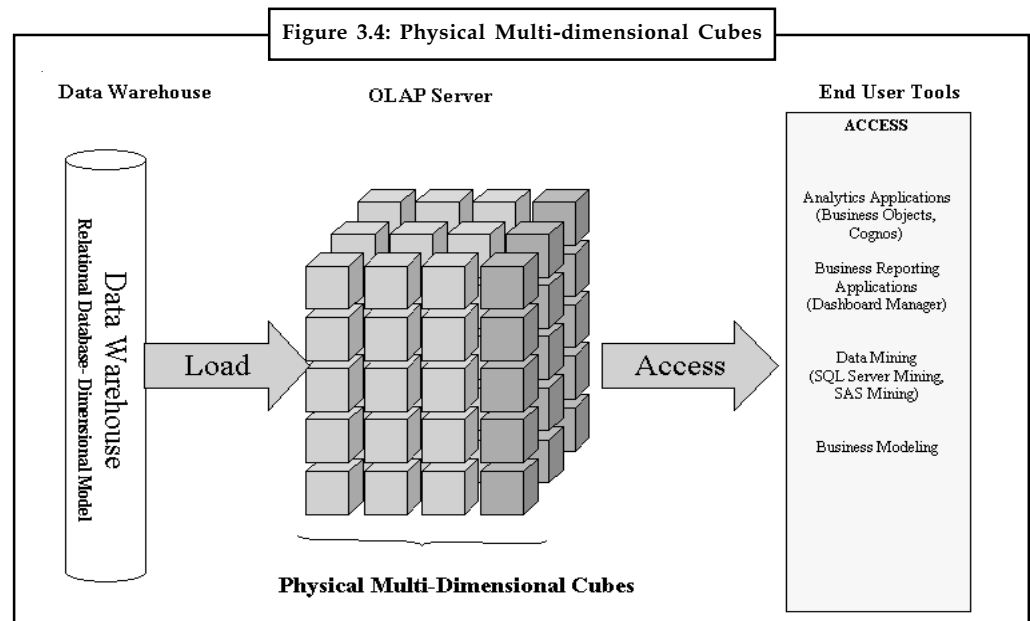 Figure 3.4: Physical Multi-dimensional Cubes
Data Warehouse
OLAP Server
End User Tools
Data Warehouse
Relational Database- Dimensional Model
Load
Access
ACCESS
Analytics Applications
(Business Objects,
Cognos)
Business Reporting
Applications
(Dashboard Manager)
Data Mining
(SQL Server Mining,
SAS Mining)
Business Modeling
Physical Multi-Dimensional Cubes